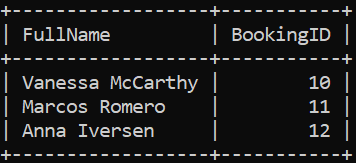 +------------------+-----------+
| FullName         | BookingID |
+------------------+-----------+
| Vanessa McCarthy |        10 |
| Marcos Romero    |        11 |
| Anna Iversen     |        12 |
+------------------+-----------+